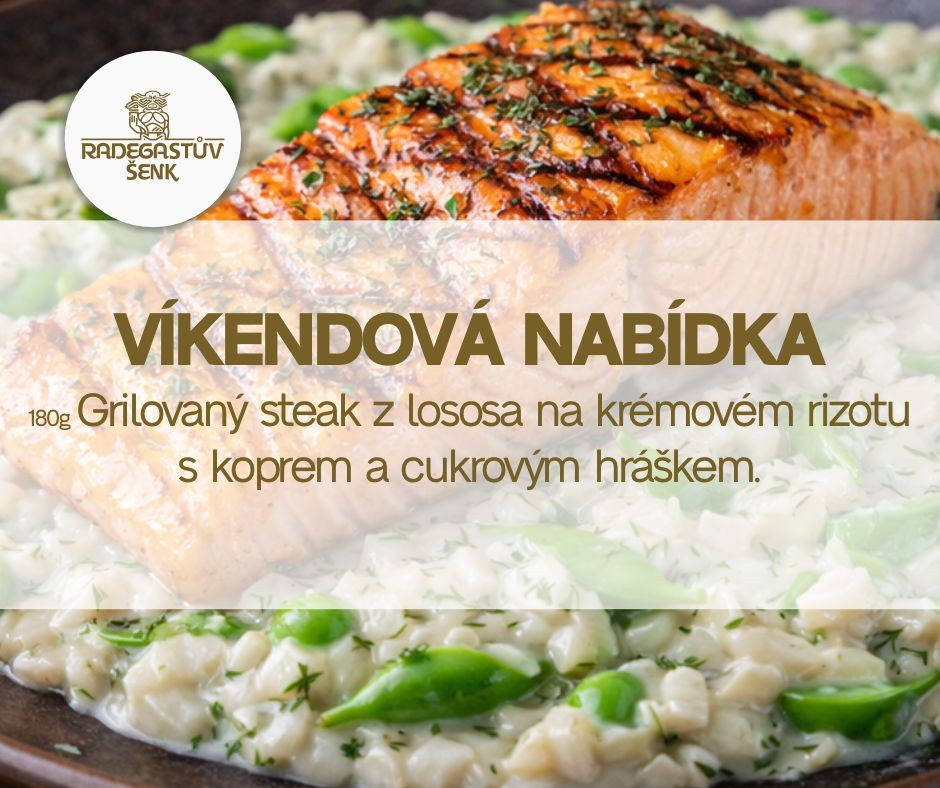 RADEGASTŮV
ŠENK
VÍKENDOVÁ NABÍDKA
180g Grilovaný steak z lososa na krémovém rizotu
s koprem a cukrovým hráškem.